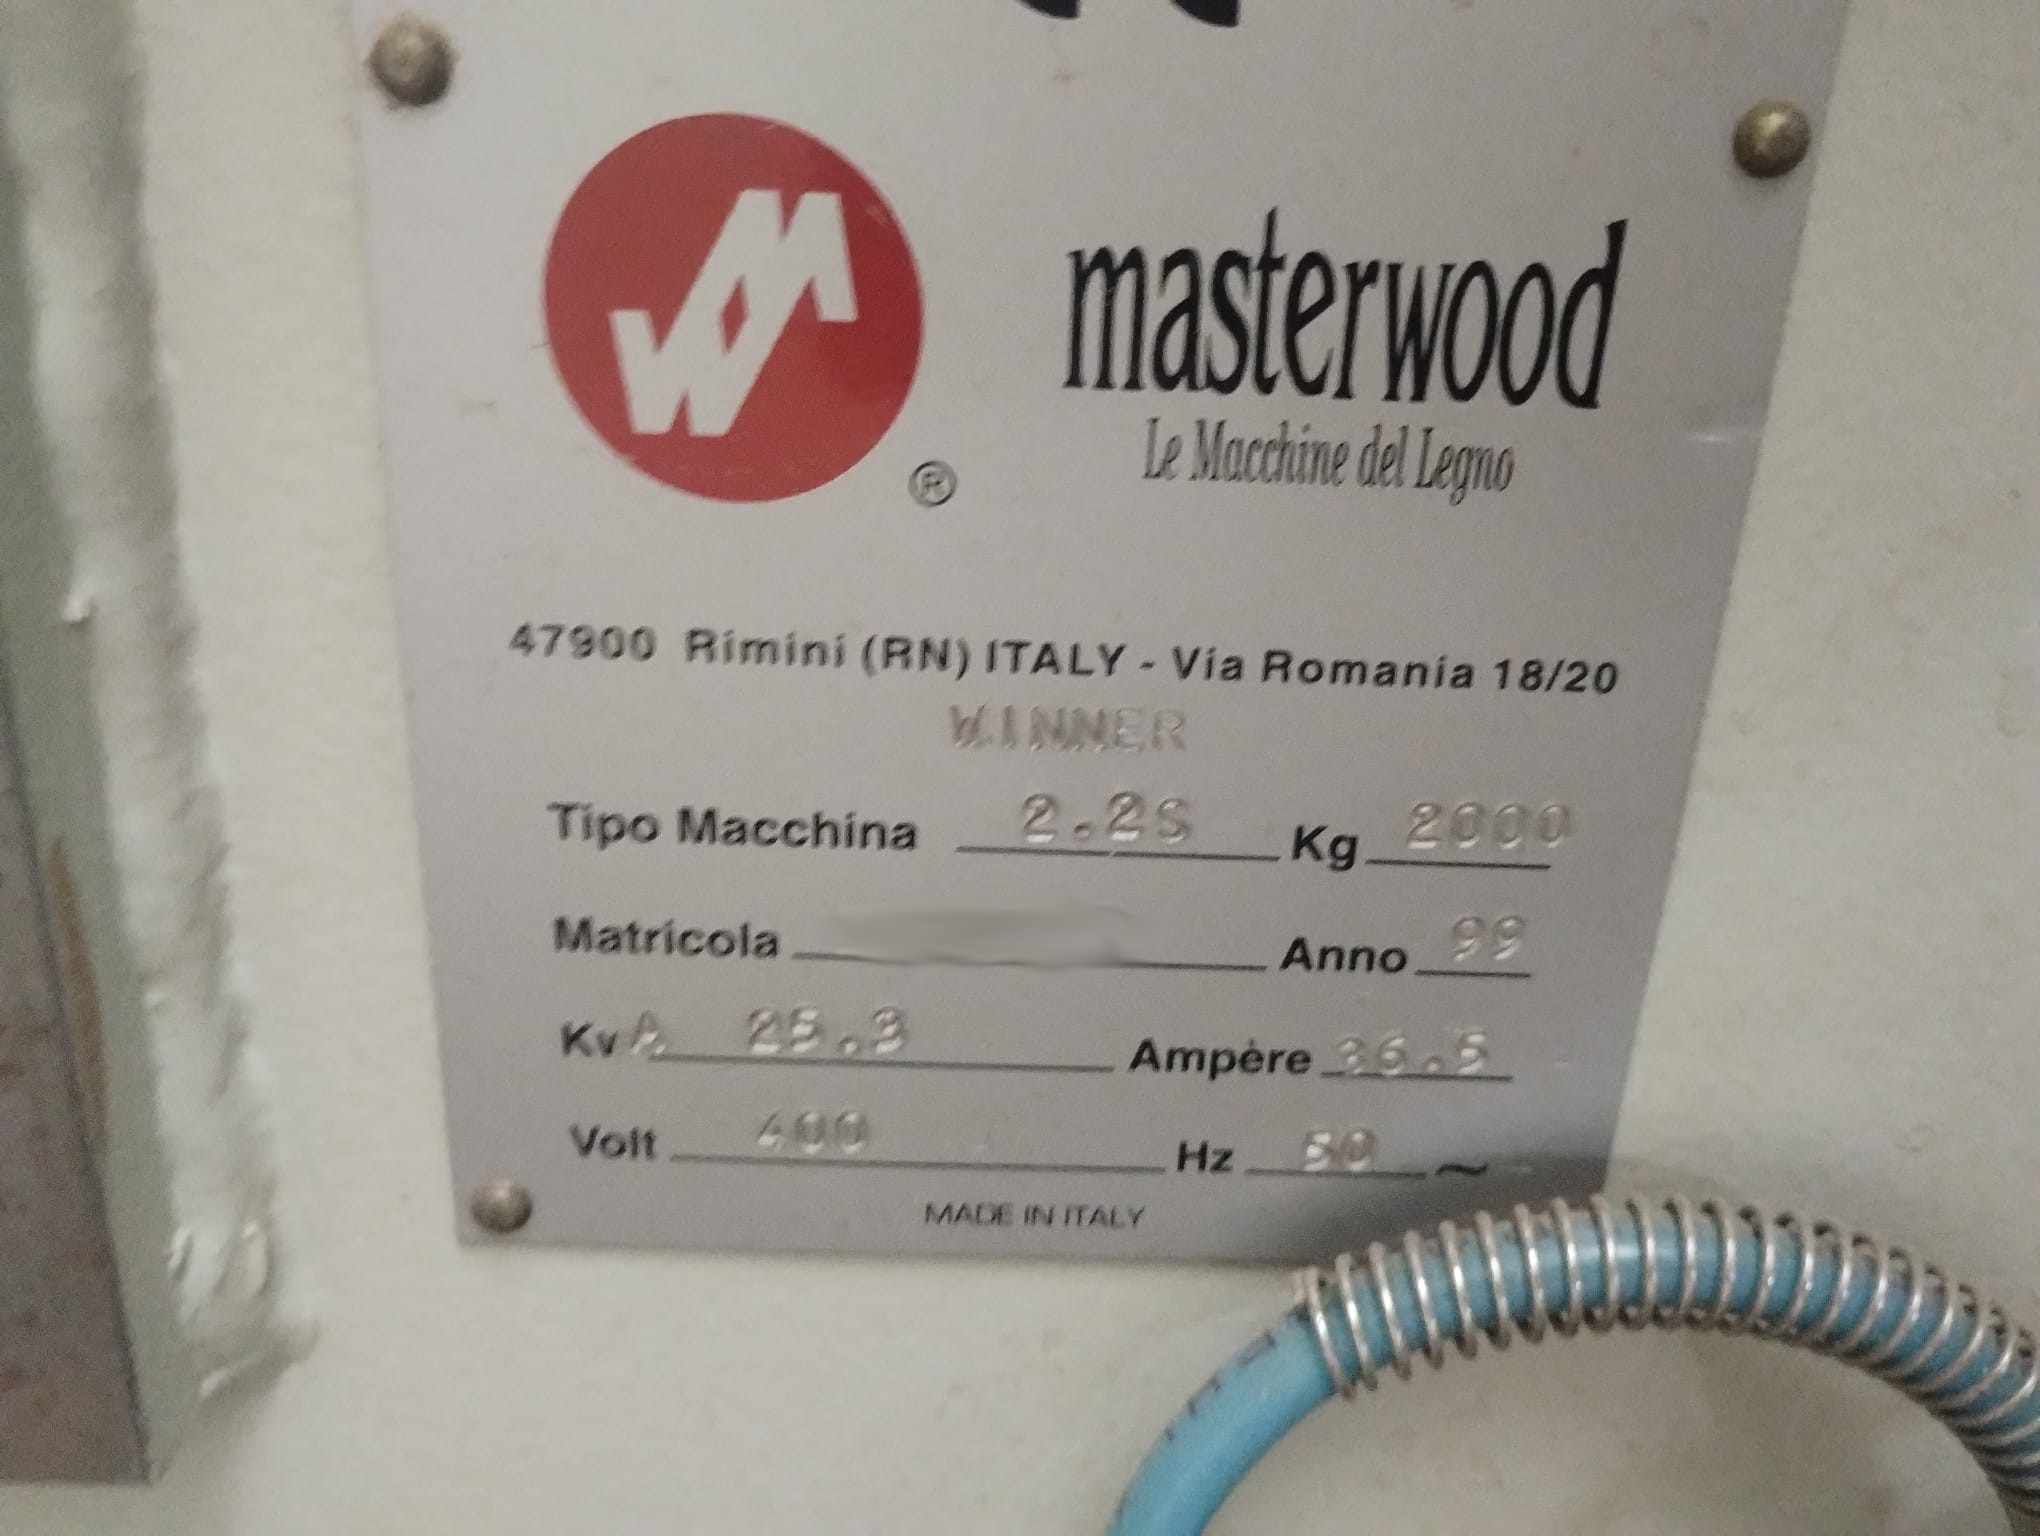 masterwood
Le Macchine del Legno
®
47900 Rimini (RN) ITALY - Via Romania 18/20
WINNER
Tipo Macchina 2.2S Kg 2000
Matricola Anno 99
KvA 25.3 Ampère 36.5
Volt 400 Hz 50 ~
MADE IN ITALY